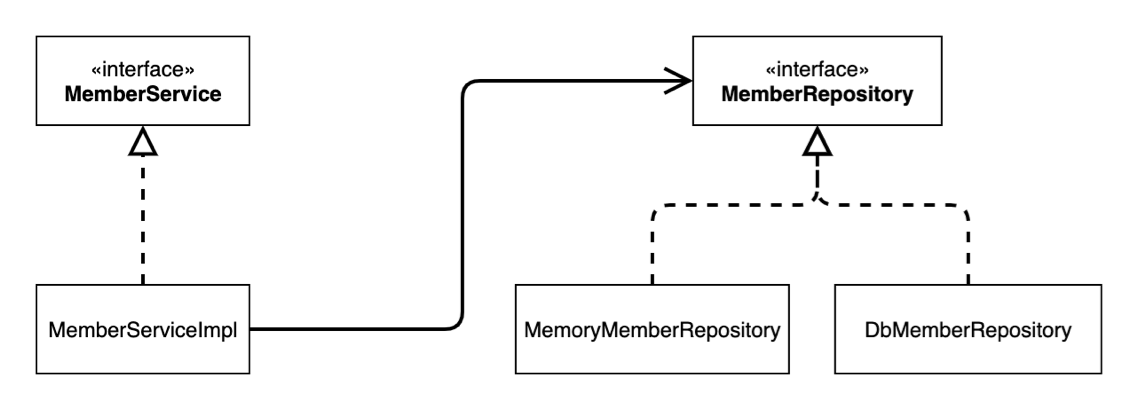 «interface»
MemberService
«interface»
MemberRepository
MemberServiceImpl
MemoryMemberRepository
DbMemberRepository